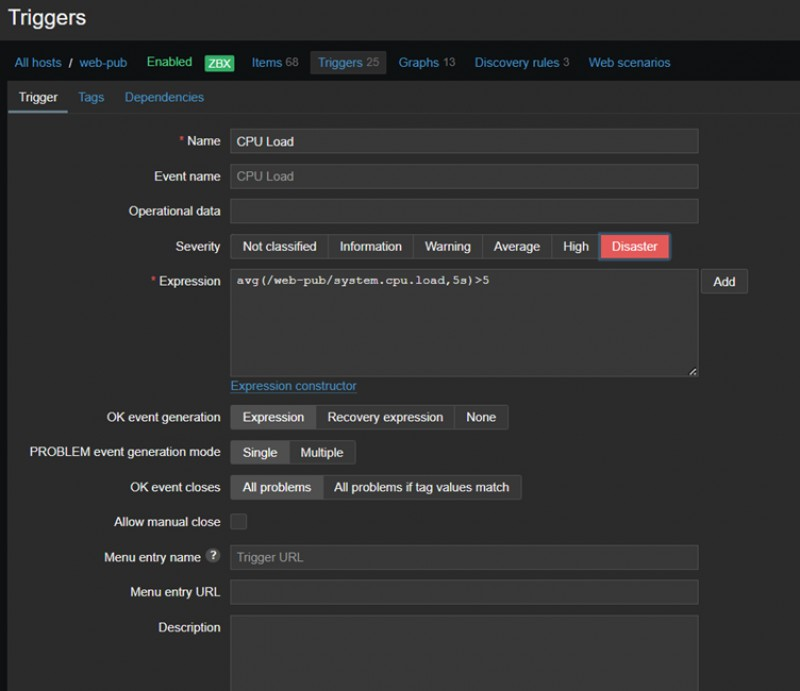 Triggers
All hosts / web-pub Enabled ZBX Items 68 Triggers 25 Graphs 13 Discovery rules 3 Web scenarios
Trigger Tags Dependencies
* Name CPU Load
Event name CPU Load
Operational data
Severity Not classified Information Warning Average High Disaster
* Expression avg(/web-pub/system.cpu.load,5s)>5 Add
Expression constructor
OK event generation Expression Recovery expression None
PROBLEM event generation mode Single Multiple
OK event closes All problems All problems if tag values match
Allow manual close
Menu entry name ? Trigger URL
Menu entry URL
Description